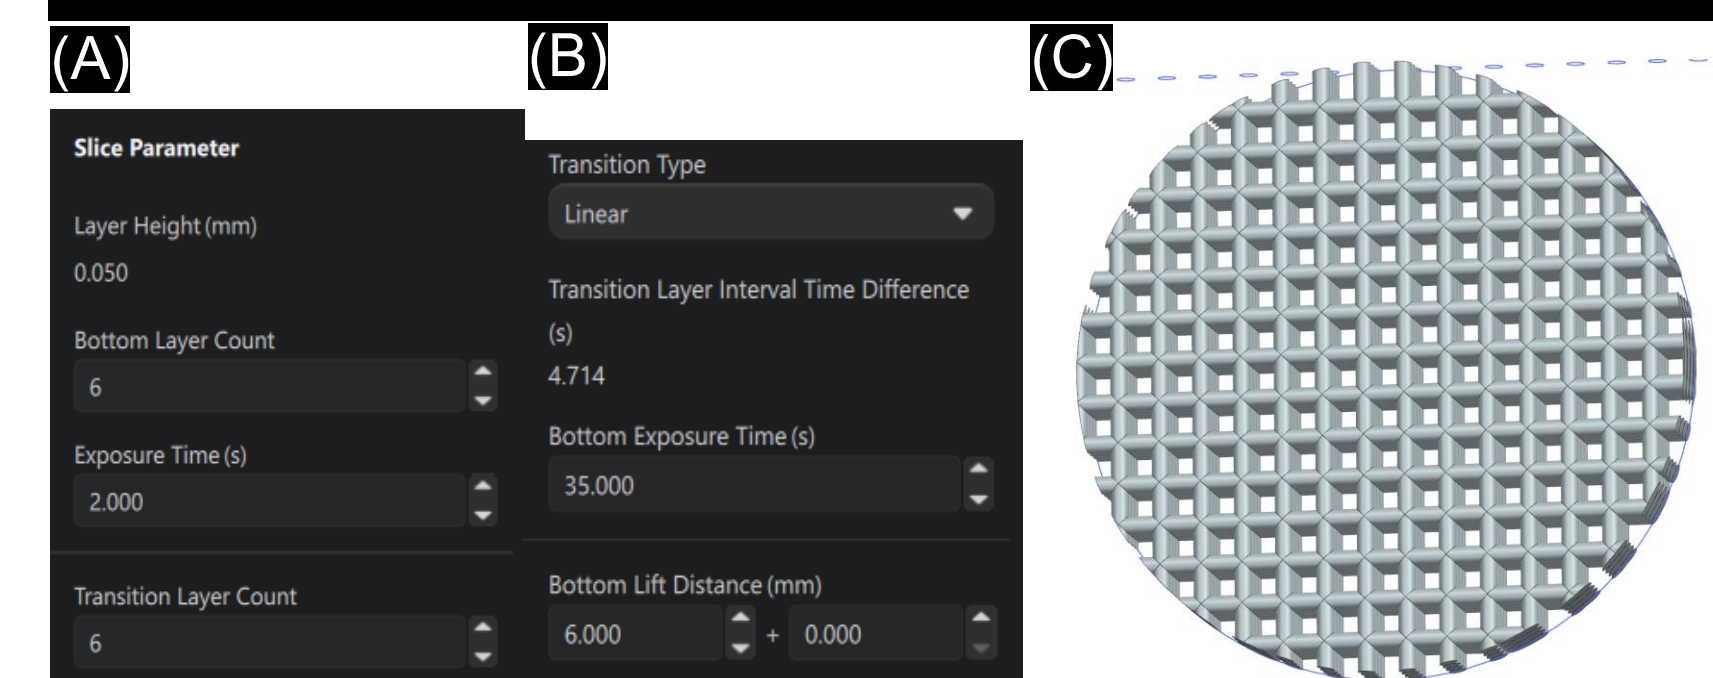 (A)
Slice Parameter
Layer Height (mm)
0.050
Bottom Layer Count
6
Exposure Time (s)
2.000
Transition Layer Count
6
(B)
Transition Type
Linear
Transition Layer Interval Time Difference
(s)
4.714
Bottom Exposure Time (s)
35.000
Bottom Lift Distance (mm)
6.000 + 0.000
(C)